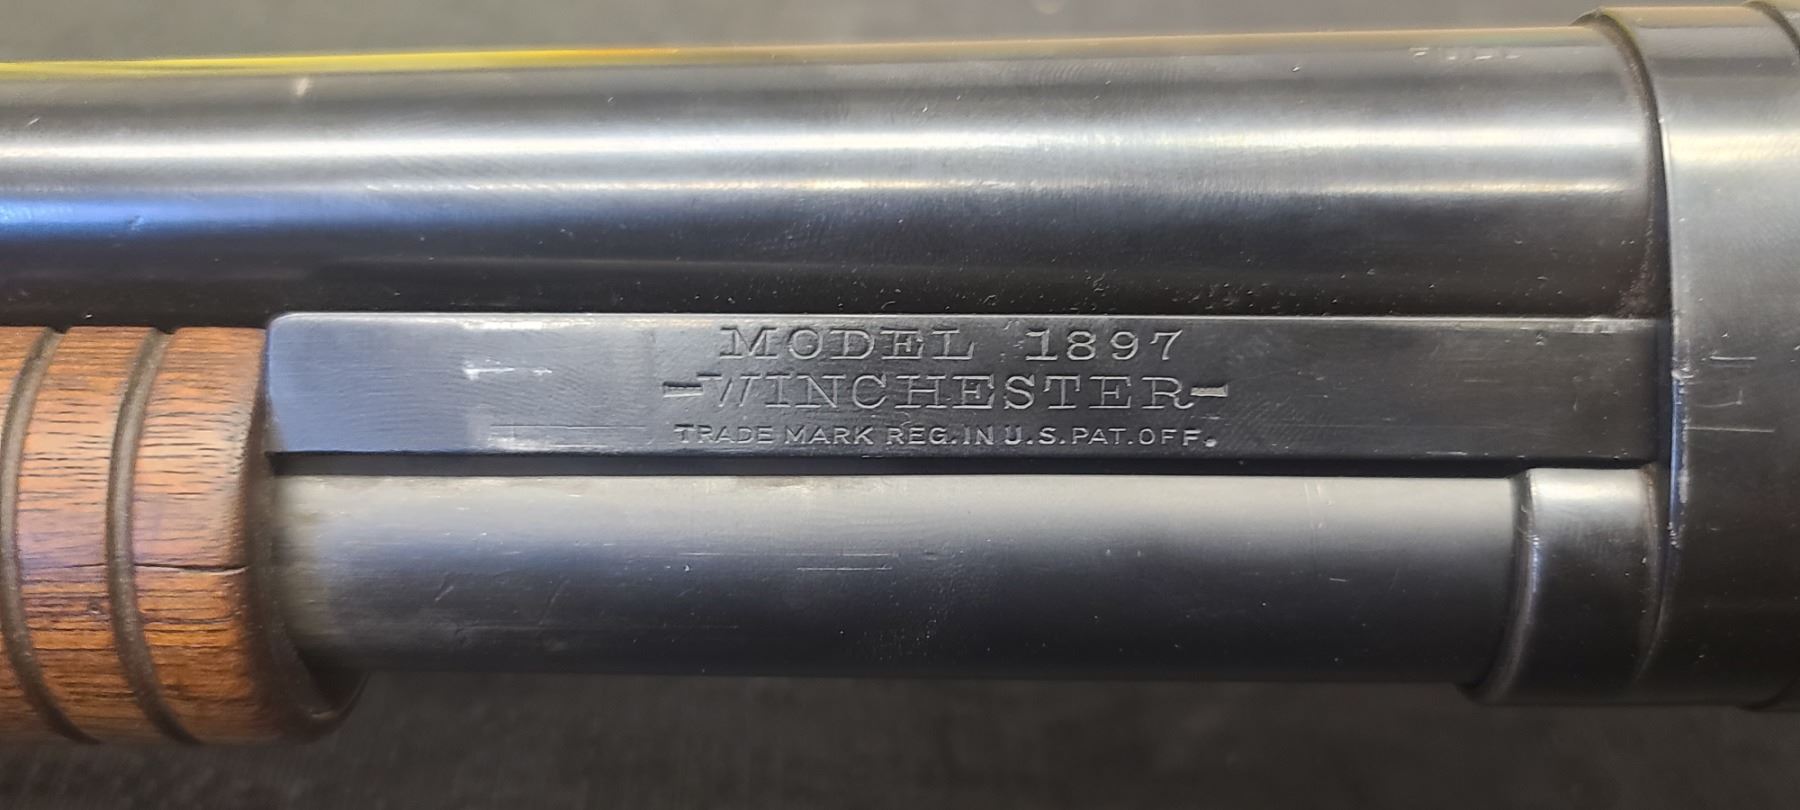 MODEL 1897
-WINCHESTER-
TRADE MARK REG. IN U.S. PAT. OFF.